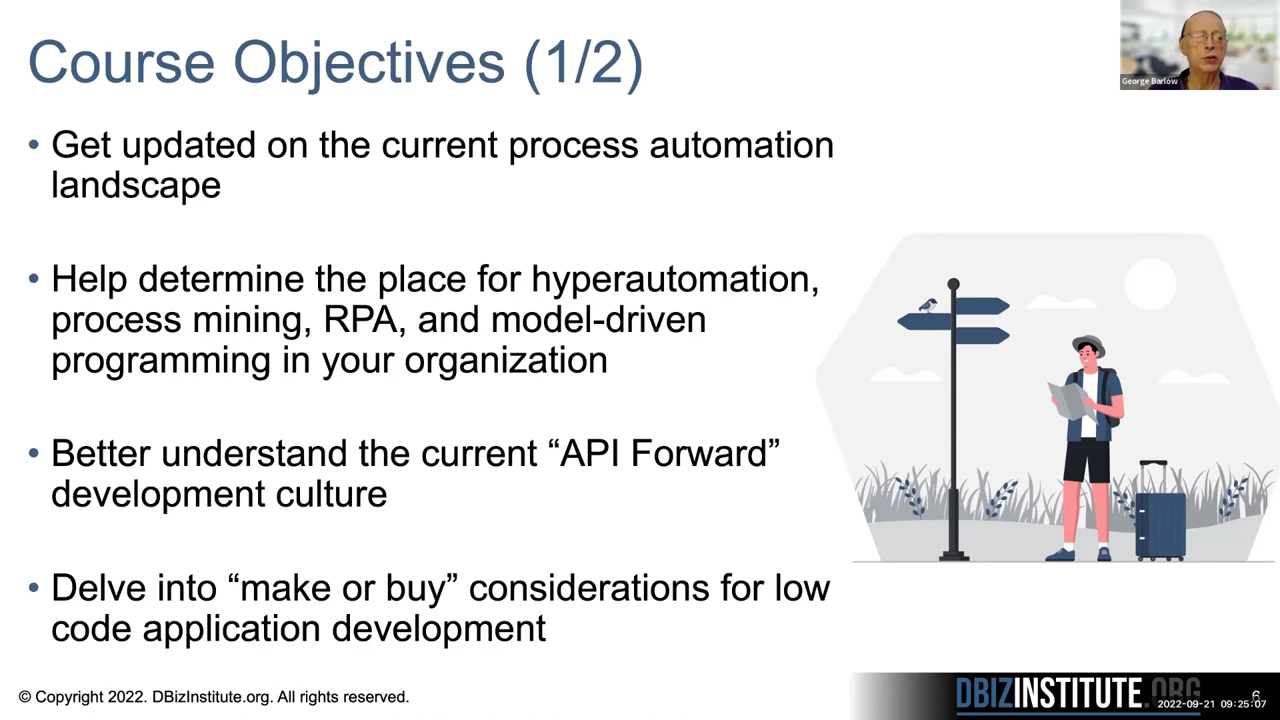 Course Objectives (1/2)
George Barlow
• Get updated on the current process automation
landscape
• Help determine the place for hyperautomation,
process mining, RPA, and model-driven
programming in your organization
• Better understand the current “API Forward”
development culture
• Delve into “make or buy” considerations for low
code application development
© Copyright 2022. DBizInstitute.org. All rights reserved.
DBIZINSTITUTE.ORG
6
2022-09-21 09:25:07